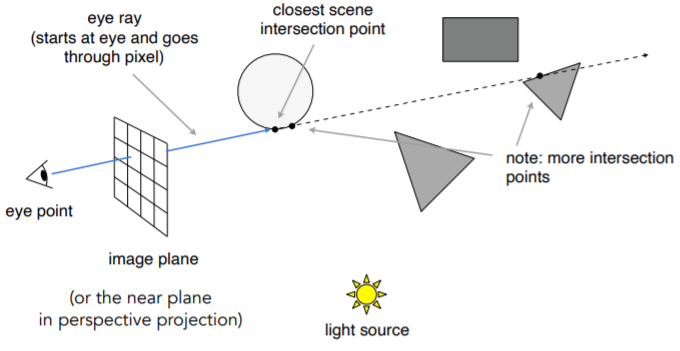 eye ray
(starts at eye and goes
through pixel)
closest scene
intersection point
note: more intersection
points
eye point
image plane
(or the near plane
in perspective projection)
light source